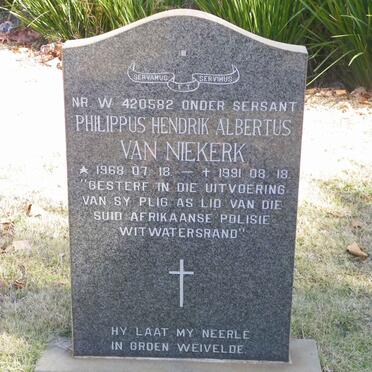 SERVAMUS ET SERVIMUS
NR. W 420582 ONDER SERSANT
PHILIPPUS HENDRIK ALBERTUS
VAN NIEKERK
* 1968.07.18. — † 1991.08.18.
"GESTERF IN DIE UITVOERING
VAN SY PLIG AS LID VAN DIE
SUID AFRIKAANSE POLISIE
WITWATERSRAND"
HY LAAT MY NEERLE
IN GROEN WEIVELDE.